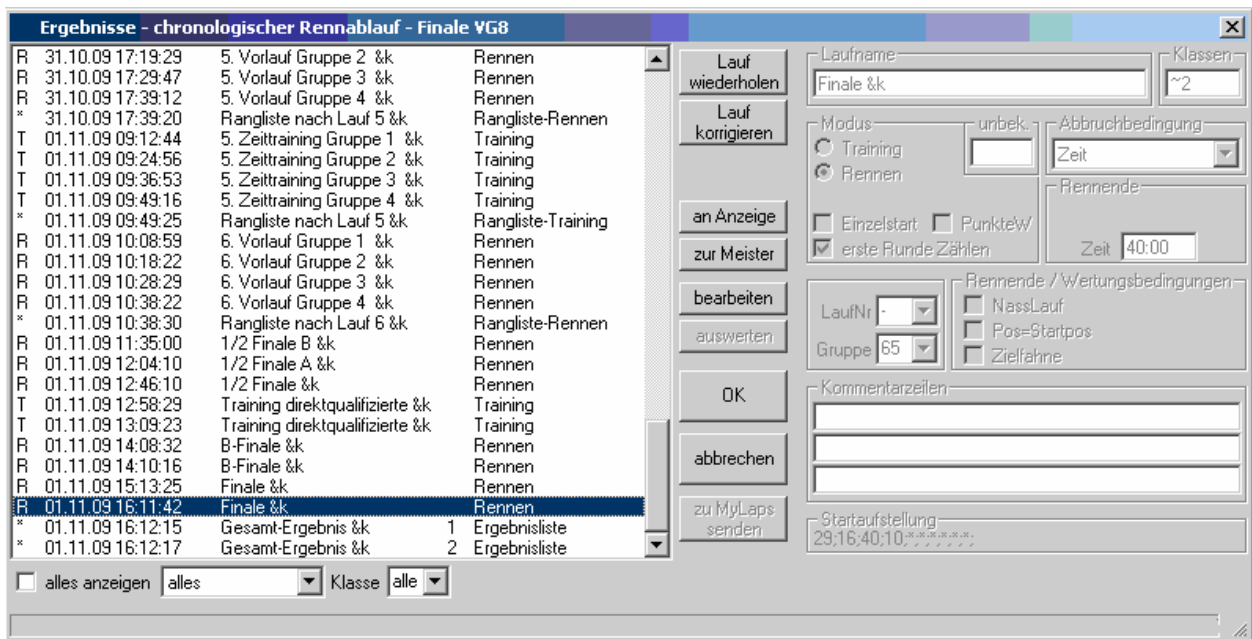 Ergebnisse - chronologischer Rennablauf - Finale VG8
R 31.10.09 17:19:29 5. Vorlauf Gruppe 2 &k Rennen
R 31.10.09 17:29:47 5. Vorlauf Gruppe 3 &k Rennen
R 31.10.09 17:39:12 5. Vorlauf Gruppe 4 &k Rennen
* 31.10.09 17:39:20 Rangliste nach Lauf 5 &k Rangliste-Rennen
T 01.11.09 09:12:44 5. Zeittraining Gruppe 1 &k Training
T 01.11.09 09:24:56 5. Zeittraining Gruppe 2 &k Training
T 01.11.09 09:36:53 5. Zeittraining Gruppe 3 &k Training
T 01.11.09 09:49:16 5. Zeittraining Gruppe 4 &k Training
* 01.11.09 09:49:25 Rangliste nach Lauf 5 &k Rangliste-Training
R 01.11.09 10:08:59 6. Vorlauf Gruppe 1 &k Rennen
R 01.11.09 10:18:22 6. Vorlauf Gruppe 2 &k Rennen
R 01.11.09 10:28:29 6. Vorlauf Gruppe 3 &k Rennen
R 01.11.09 10:38:22 6. Vorlauf Gruppe 4 &k Rennen
* 01.11.09 10:38:30 Rangliste nach Lauf 6 &k Rangliste-Rennen
R 01.11.09 11:35:00 1/2 Finale B &k Rennen
R 01.11.09 12:04:10 1/2 Finale A &k Rennen
R 01.11.09 12:46:10 1/2 Finale &k Rennen
T 01.11.09 12:58:29 Training direktqualifizierte &k Training
T 01.11.09 13:09:23 Training direktqualifizierte &k Training
R 01.11.09 14:08:32 B-Finale &k Rennen
R 01.11.09 14:10:16 B-Finale &k Rennen
R 01.11.09 15:13:25 Finale &k Rennen
R 01.11.09 16:11:42 Finale &k Rennen
* 01.11.09 16:12:15 Gesamt-Ergebnis &k 1 Ergebnisliste
* 01.11.09 16:12:17 Gesamt-Ergebnis &k 2 Ergebnisliste
alles anzeigen alles Klasse alle
Lauf
wiederholen
Lauf
korrigieren
an Anzeige
zur Meister
bearbeiten
auswerten
OK
abbrechen
zu MyLaps
senden
Laufname Klassen
Finale &k ~2
Modus unbek. Abbruchbedingung
Training Zeit
Rennen
Rennende
Einzelstart PunkteW
erste Runde Zählen Zeit 40:00
Rennende / Wertungsbedingungen
LaufNr - NassLauf
Pos=Startpos
Gruppe 65 Zielfahne
Kommentarzeilen
Startaufstellung
29;16;40;10;*;*;*;*;*;*;